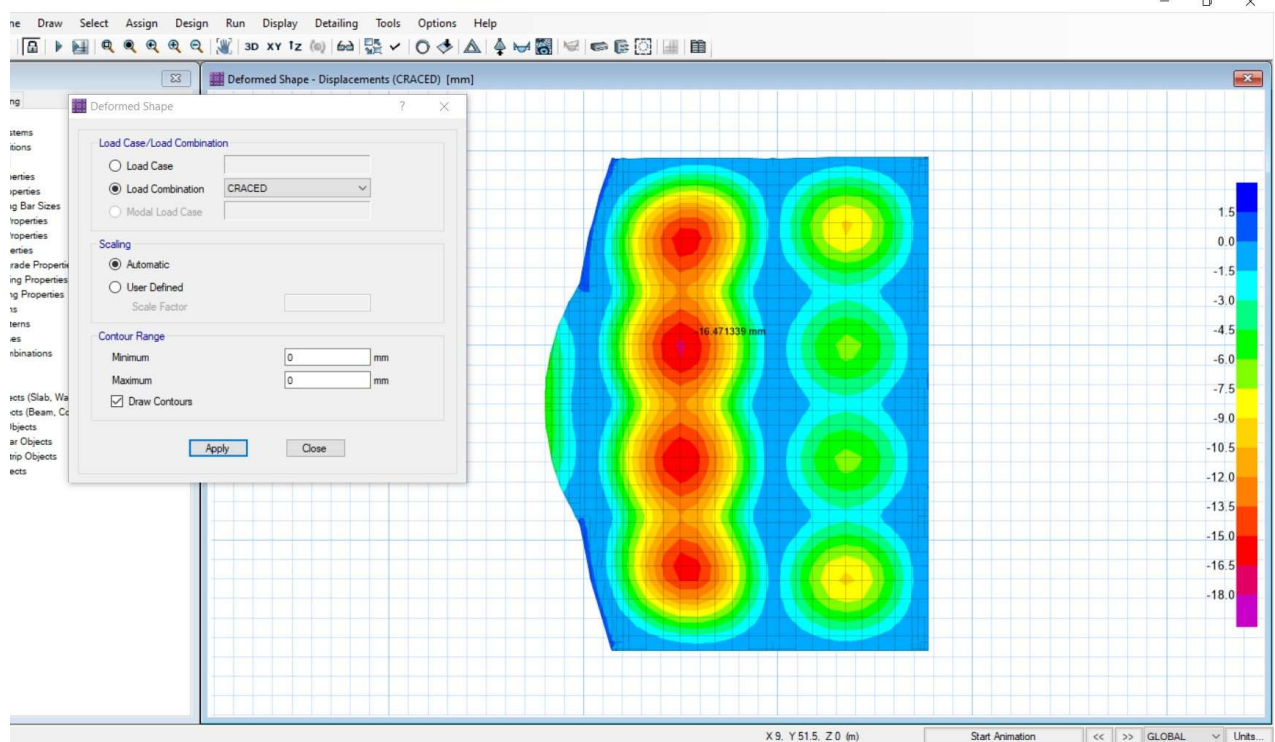 ne Draw Select Assign Design Run Display Detailing Tools Options Help
3D XY
Deformed Shape - Displacements (CRACED) [mm]
ng
Deformed Shape
?
stems
tions
Load Case/Load Combination
Load Case
erties
Load Combination CRACED
perties
g Bar Sizes
Modal Load Case
roperties
roperties
Scaling
erties
Automatic
rade Propertie
ing Properties
User Defined
ng Properties
Scale Factor
ns
terns
Contour Range
es
Minimum 0 mm
nbinations
Maximum 0 mm
ects (Slab, Wa
Draw Contours
cts (Beam, Co
bjects
ar Objects
Apply Close
trip Objects
ects
-16.471339 mm
1.5
0.0
-1.5
-3.0
-4.5
-6.0
-7.5
-9.0
-10.5
-12.0
-13.5
-15.0
-16.5
-18.0
X 9, Y 51.5, Z 0 (m) Start Animation << >> GLOBAL Units...